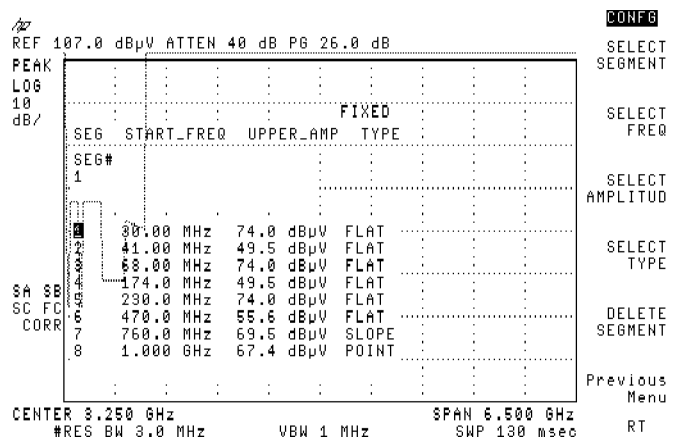 hp
CONFG
REF 107.0 dBµV ATTEN 40 dB PG 26.0 dB
PEAK
LOG
10
dB/
FIXED
SEG START_FREQ UPPER_AMP TYPE
SEG#
1
1 30.00 MHz 74.0 dBµV FLAT
2 41.00 MHz 49.5 dBµV FLAT
3 68.00 MHz 74.0 dBµV FLAT
4 174.0 MHz 49.5 dBµV FLAT
5 230.0 MHz 74.0 dBµV FLAT
6 470.0 MHz 55.6 dBµV FLAT
7 760.0 MHz 69.5 dBµV SLOPE
8 1.000 GHz 67.4 dBµV POINT
SA SB
SC FC
CORR
CENTER 3.250 GHz SPAN 6.500 GHz
#RES BW 3.0 MHz VBW 1 MHz SWP 130 msec
SELECT
SEGMENT
SELECT
FREQ
SELECT
AMPLITUD
SELECT
TYPE
DELETE
SEGMENT
Previous
Menu
RT